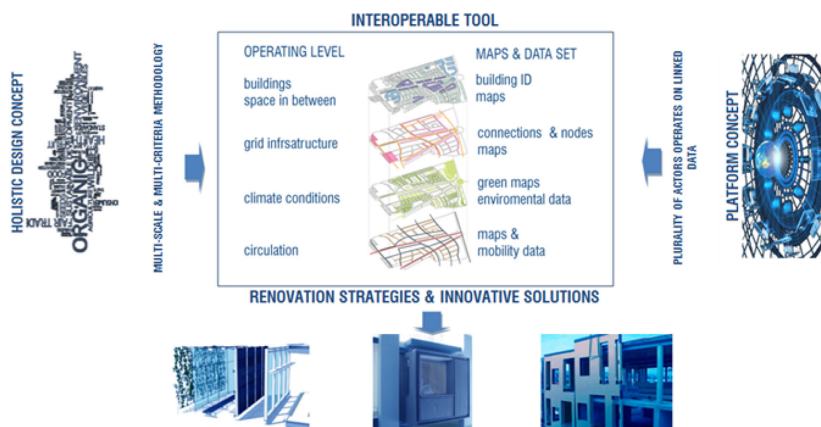 INTEROPERABLE TOOL
OPERATING LEVEL
MAPS & DATA SET
buildings
space in between
building ID
maps
grid infrsatructure
connections & nodes
maps
climate conditions
green maps
enviromental data
circulation
maps &
mobility data
HOLISTIC DESIGN CONCEPT
ORGANIC
MULTI-SCALE & MULTI-CRITERIA METHODOLOGY
PLURALITY OF ACTORS OPERATES ON LINKED
DATA
PLATFORM CONCEPT
RENOVATION STRATEGIES & INNOVATIVE SOLUTIONS